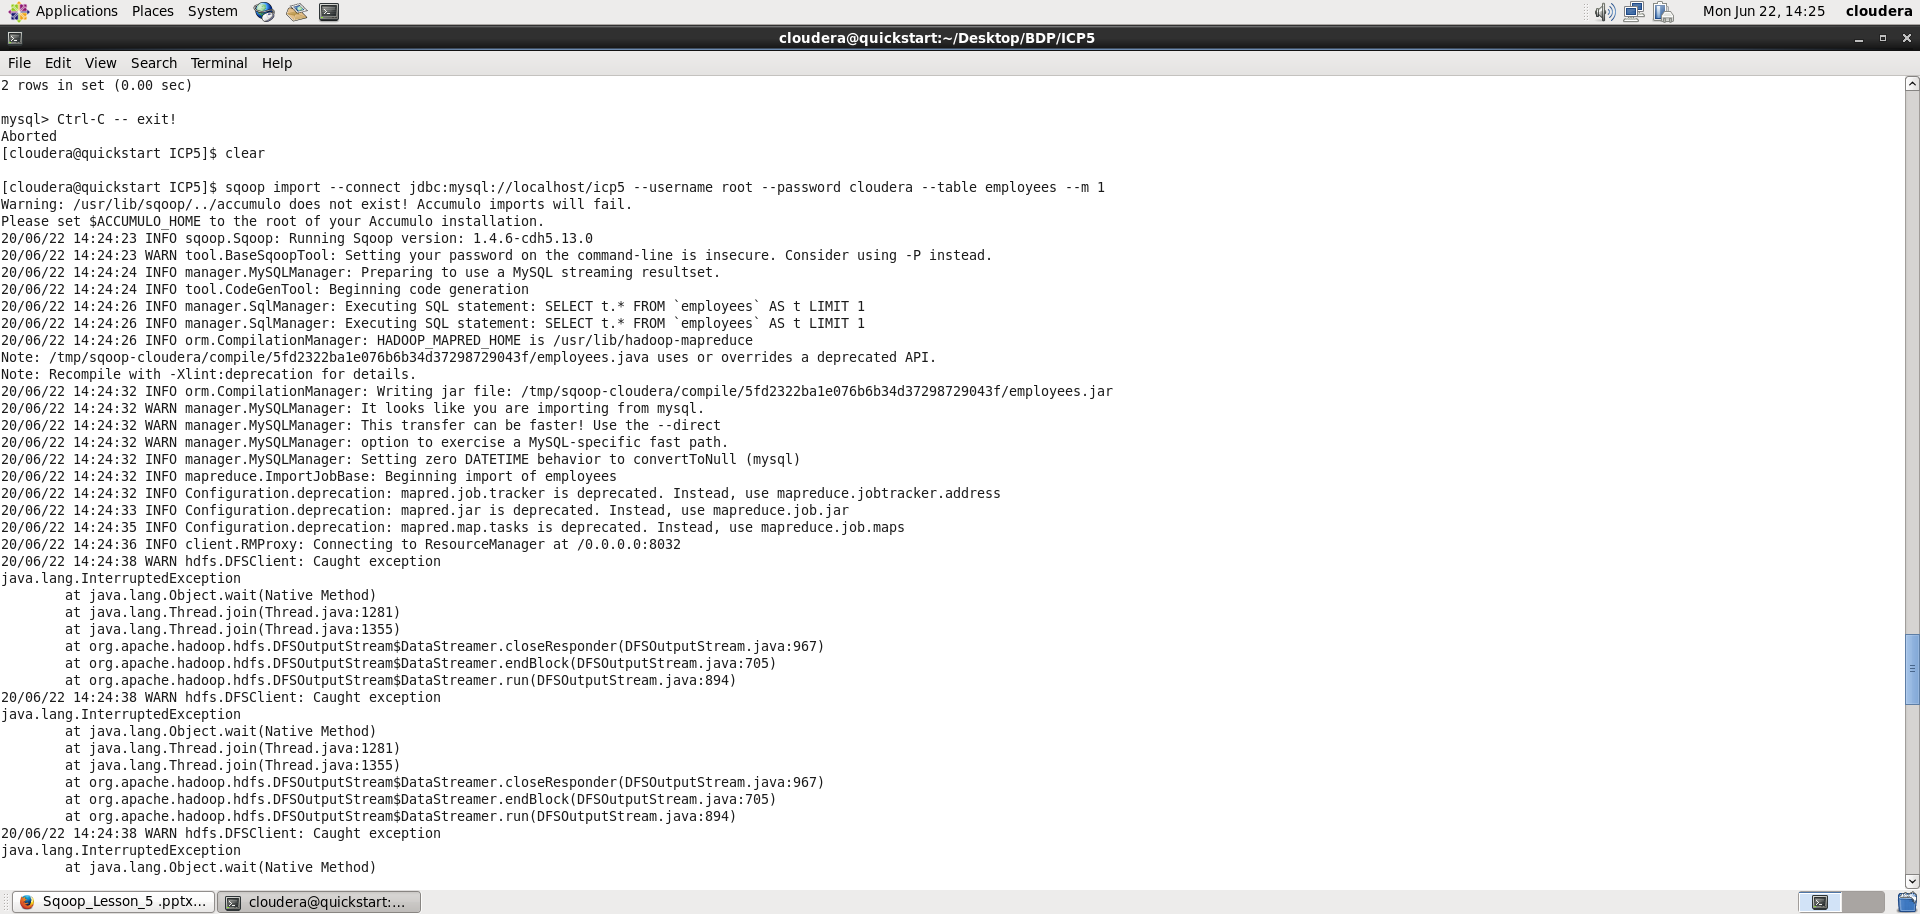 Applications Places System Mon Jun 22, 14:25 cloudera
cloudera@quickstart:~/Desktop/BDP/ICP5
File Edit View Search Terminal Help
2 rows in set (0.00 sec)
mysql> Ctrl-C -- exit!
Aborted
[cloudera@quickstart ICP5]$ clear
[cloudera@quickstart ICP5]$ sqoop import --connect jdbc:mysql://localhost/icp5 --username root --password cloudera --table employees --m 1
Warning: /usr/lib/sqoop/../accumulo does not exist! Accumulo imports will fail.
Please set $ACCUMULO_HOME to the root of your Accumulo installation.
20/06/22 14:24:23 INFO sqoop.Sqoop: Running Sqoop version: 1.4.6-cdh5.13.0
20/06/22 14:24:23 WARN tool.BaseSqoopTool: Setting your password on the command-line is insecure. Consider using -P instead.
20/06/22 14:24:24 INFO manager.MySQLManager: Preparing to use a MySQL streaming resultset.
20/06/22 14:24:24 INFO tool.CodeGenTool: Beginning code generation
20/06/22 14:24:26 INFO manager.SqlManager: Executing SQL statement: SELECT t.* FROM `employees` AS t LIMIT 1
20/06/22 14:24:26 INFO manager.SqlManager: Executing SQL statement: SELECT t.* FROM `employees` AS t LIMIT 1
20/06/22 14:24:26 INFO orm.CompilationManager: HADOOP_MAPRED_HOME is /usr/lib/hadoop-mapreduce
Note: /tmp/sqoop-cloudera/compile/5fd2322ba1e076b6b34d37298729043f/employees.java uses or overrides a deprecated API.
Note: Recompile with -Xlint:deprecation for details.
20/06/22 14:24:32 INFO orm.CompilationManager: Writing jar file: /tmp/sqoop-cloudera/compile/5fd2322ba1e076b6b34d37298729043f/employees.jar
20/06/22 14:24:32 WARN manager.MySQLManager: It looks like you are importing from mysql.
20/06/22 14:24:32 WARN manager.MySQLManager: This transfer can be faster! Use the --direct
20/06/22 14:24:32 WARN manager.MySQLManager: option to exercise a MySQL-specific fast path.
20/06/22 14:24:32 INFO manager.MySQLManager: Setting zero DATETIME behavior to convertToNull (mysql)
20/06/22 14:24:32 INFO mapreduce.ImportJobBase: Beginning import of employees
20/06/22 14:24:32 INFO Configuration.deprecation: mapred.job.tracker is deprecated. Instead, use mapreduce.jobtracker.address
20/06/22 14:24:33 INFO Configuration.deprecation: mapred.jar is deprecated. Instead, use mapreduce.job.jar
20/06/22 14:24:35 INFO Configuration.deprecation: mapred.map.tasks is deprecated. Instead, use mapreduce.job.maps
20/06/22 14:24:36 INFO client.RMProxy: Connecting to ResourceManager at /0.0.0.0:8032
20/06/22 14:24:38 WARN hdfs.DFSClient: Caught exception
java.lang.InterruptedException
at java.lang.Object.wait(Native Method)
at java.lang.Thread.join(Thread.java:1281)
at java.lang.Thread.join(Thread.java:1355)
at org.apache.hadoop.hdfs.DFSOutputStream$DataStreamer.closeResponder(DFSOutputStream.java:967)
at org.apache.hadoop.hdfs.DFSOutputStream$DataStreamer.endBlock(DFSOutputStream.java:705)
at org.apache.hadoop.hdfs.DFSOutputStream$DataStreamer.run(DFSOutputStream.java:894)
20/06/22 14:24:38 WARN hdfs.DFSClient: Caught exception
java.lang.InterruptedException
at java.lang.Object.wait(Native Method)
at java.lang.Thread.join(Thread.java:1281)
at java.lang.Thread.join(Thread.java:1355)
at org.apache.hadoop.hdfs.DFSOutputStream$DataStreamer.closeResponder(DFSOutputStream.java:967)
at org.apache.hadoop.hdfs.DFSOutputStream$DataStreamer.endBlock(DFSOutputStream.java:705)
at org.apache.hadoop.hdfs.DFSOutputStream$DataStreamer.run(DFSOutputStream.java:894)
20/06/22 14:24:38 WARN hdfs.DFSClient: Caught exception
java.lang.InterruptedException
at java.lang.Object.wait(Native Method)
Sqoop_Lesson_5 .pptx... cloudera@quickstart:...